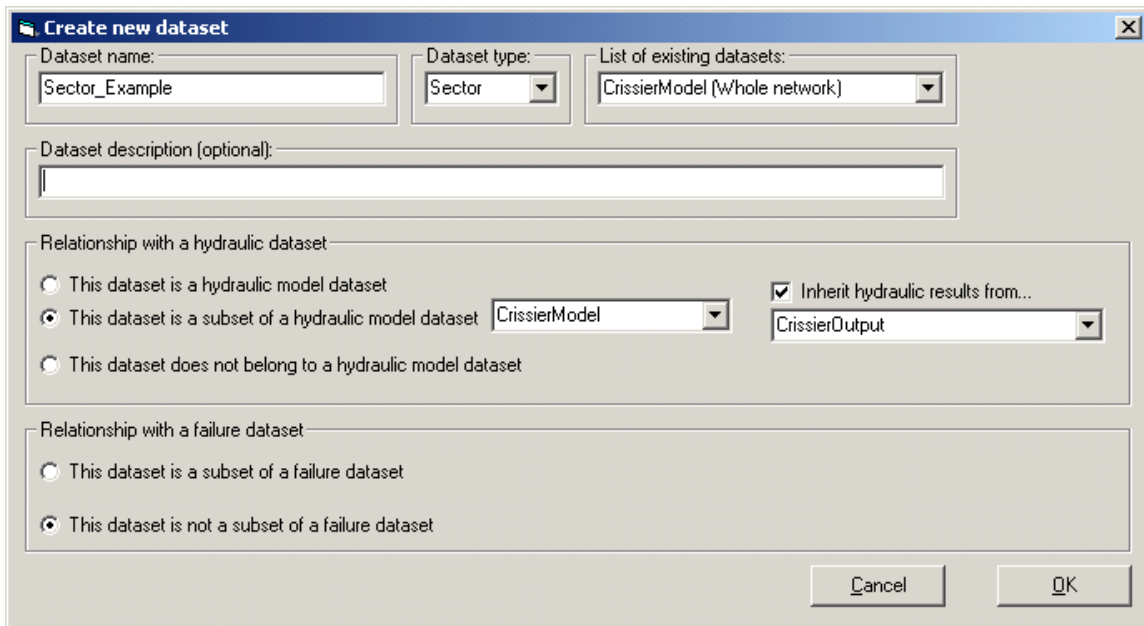 Create new dataset
Dataset name:
Dataset type:
List of existing datasets:
Sector_Example
Sector
CrissierModel (Whole network)
Dataset description (optional):
Relationship with a hydraulic dataset
This dataset is a hydraulic model dataset
Inherit hydraulic results from...
This dataset is a subset of a hydraulic model dataset
CrissierModel
CrissierOutput
This dataset does not belong to a hydraulic model dataset
Relationship with a failure dataset
This dataset is a subset of a failure dataset
This dataset is not a subset of a failure dataset
Cancel
OK